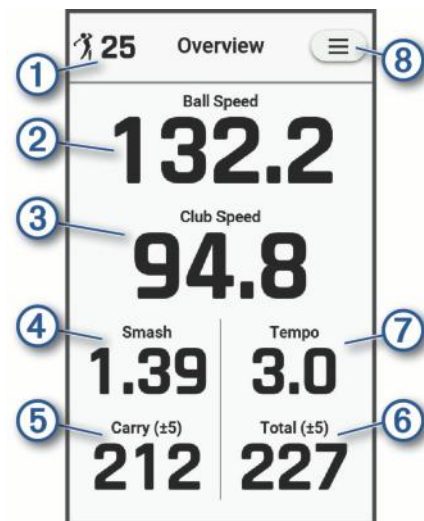 1 25 Overview 8
Ball Speed
2 132.2
Club Speed
3 94.8
4 Smash Tempo 7
1.39 3.0
5 Carry (±5) Total (±5) 6
212 227